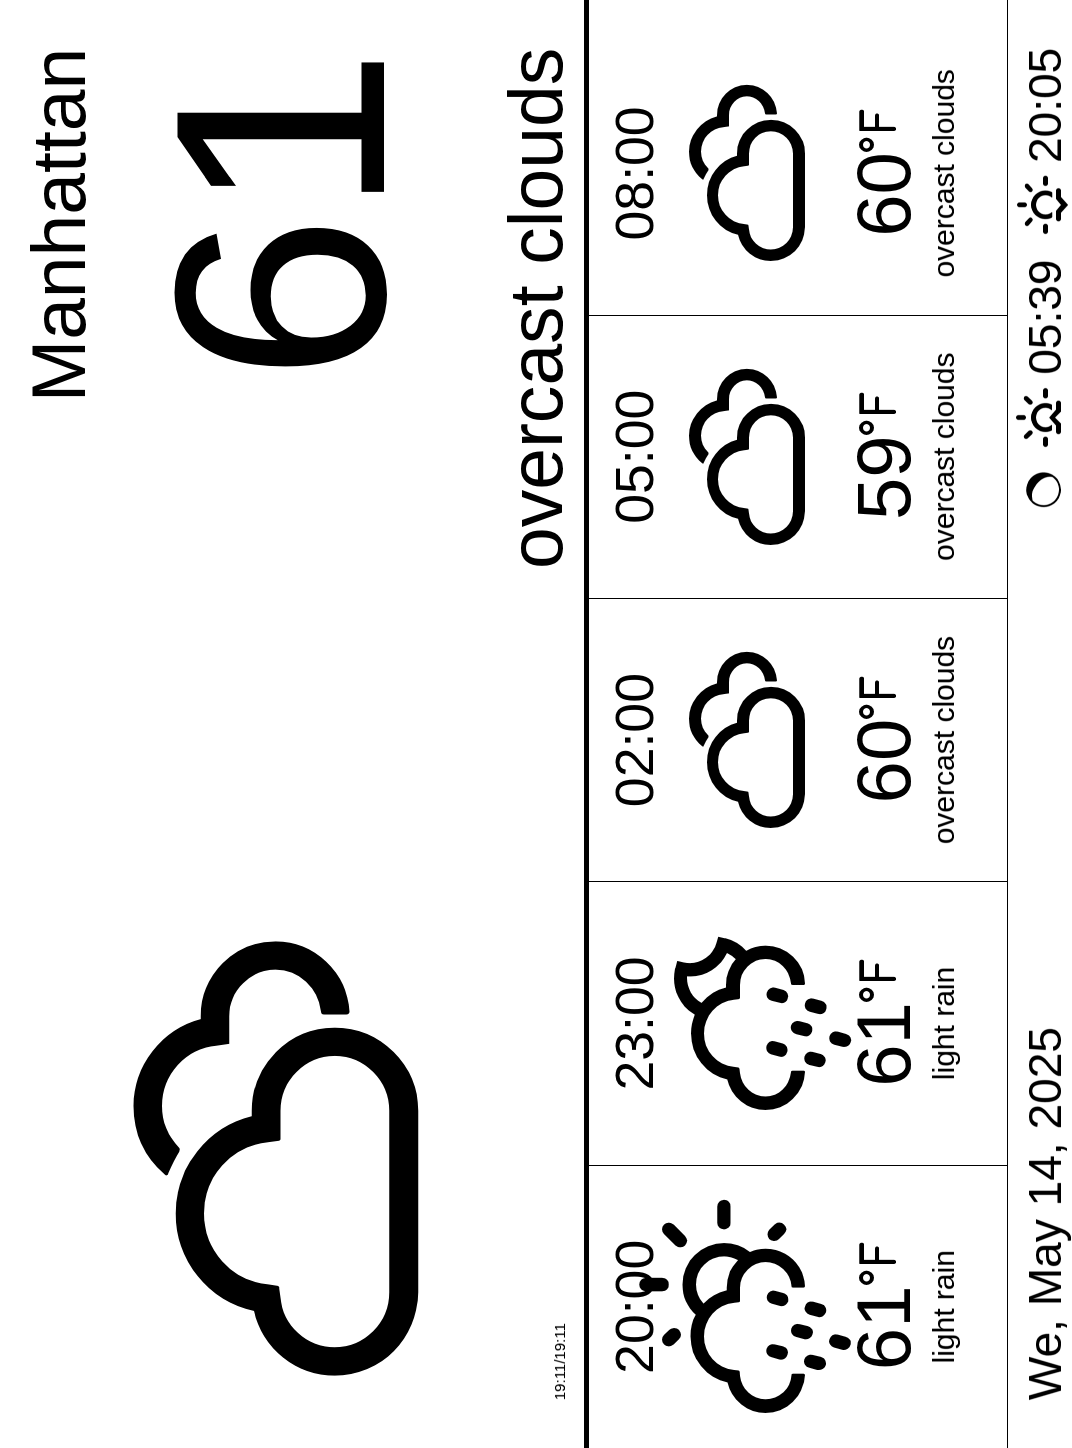 Manhattan
61
overcast clouds
19:11/19:11
20:00
61°F
light rain
23:00
61°F
light rain
02:00
60°F
overcast clouds
05:00
59°F
overcast clouds
08:00
60°F
overcast clouds
We, May 14, 2025
05:39
20:05